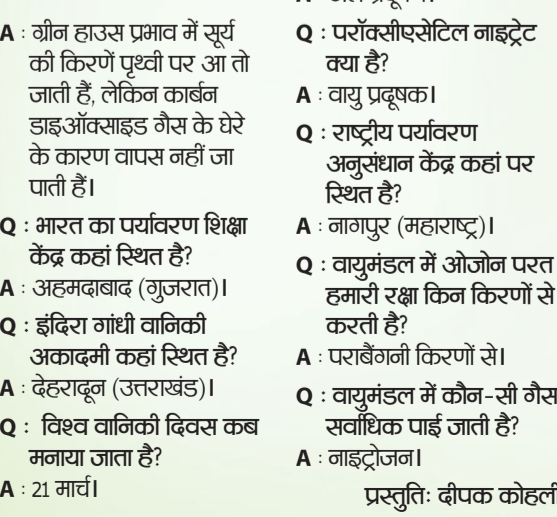 A : ग्रीन हाउस प्रभाव में सूर्य
की किरणें पृथ्वी पर आ तो
जाती हैं, लेकिन कार्बन
डाइऑक्साइड गैस के घेरे
के कारण वापस नहीं जा
पाती हैं।
Q : भारत का पर्यावरण शिक्षा
केंद्र कहां स्थित है?
A : अहमदाबाद (गुजरात)।
Q : इंदिरा गांधी वानिकी
अकादमी कहां स्थित है?
A : देहरादून (उत्तराखंड)।
Q : विश्व वानिकी दिवस कब
मनाया जाता है?
A : 21 मार्च।
Q : परॉक्सीएसेटिल नाइट्रेट
क्या है?
A : वायु प्रदूषक।
Q : राष्ट्रीय पर्यावरण
अनुसंधान केंद्र कहां पर
स्थित है?
A : नागपुर (महाराष्ट्र)।
Q : वायुमंडल में ओजोन परत
हमारी रक्षा किन किरणों से
करती है?
A : पराबैंगनी किरणों से।
Q : वायुमंडल में कौन-सी गैस
सर्वाधिक पाई जाती है?
A : नाइट्रोजन।
प्रस्तुतिः दीपक कोहली